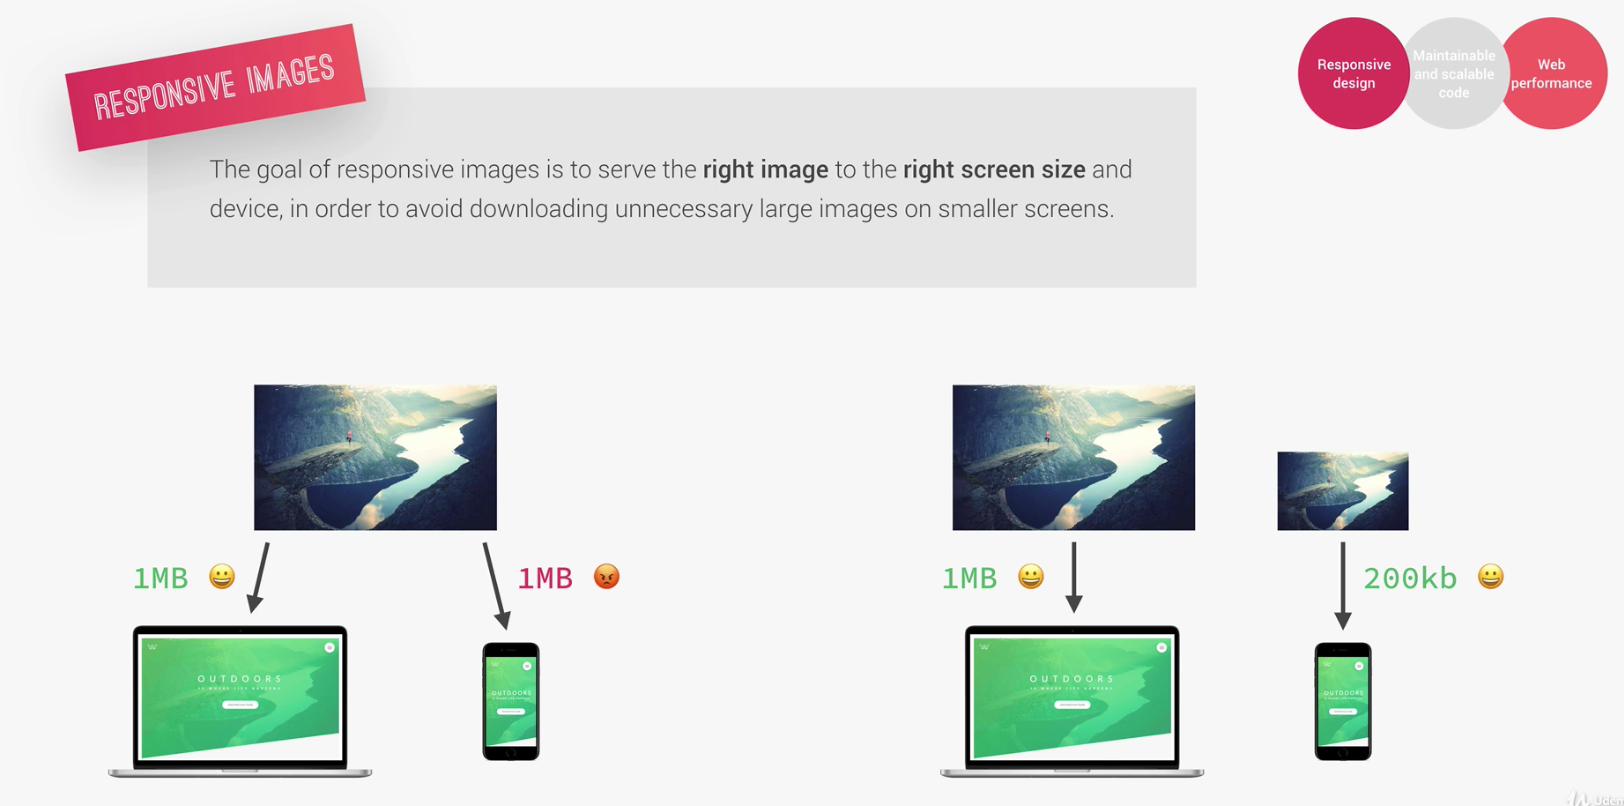 RESPONSIVE IMAGES
Responsive
design
Maintainable
and scalable
code
Web
performance
The goal of responsive images is to serve the right image to the right screen size and
device, in order to avoid downloading unnecessary large images on smaller screens.
1MB
1MB
1MB
200kb
OUTDOORS
OUTDOORS
OUTDOORS
OUTDOORS